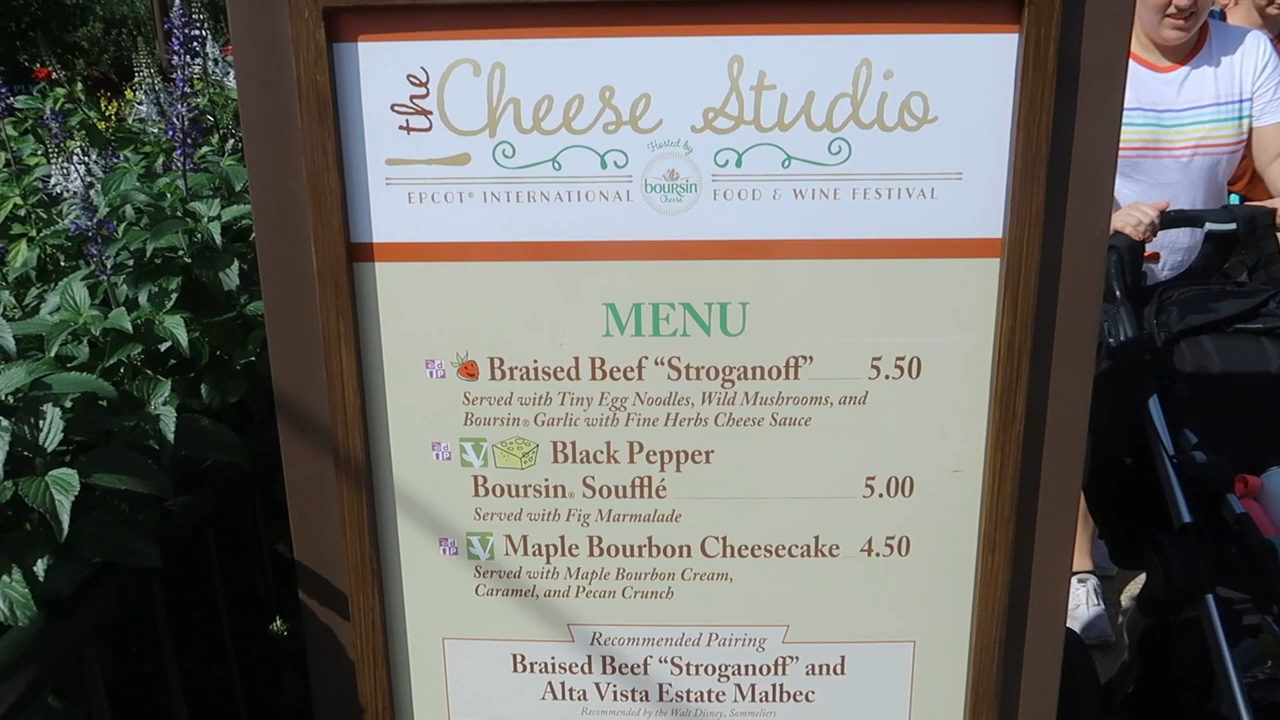 the Cheese Studio
Hosted by
boursin
Cheese
EPCOT® INTERNATIONAL FOOD & WINE FESTIVAL
MENU
Braised Beef “Stroganoff” 5.50
Served with Tiny Egg Noodles, Wild Mushrooms, and
Boursin® Garlic with Fine Herbs Cheese Sauce
Black Pepper
Boursin® Soufflé 5.00
Served with Fig Marmalade
Maple Bourbon Cheesecake 4.50
Served with Maple Bourbon Cream,
Caramel, and Pecan Crunch
Recommended Pairing
Braised Beef “Stroganoff” and
Alta Vista Estate Malbec
Recommended by the Walt Disney, Sommeliers